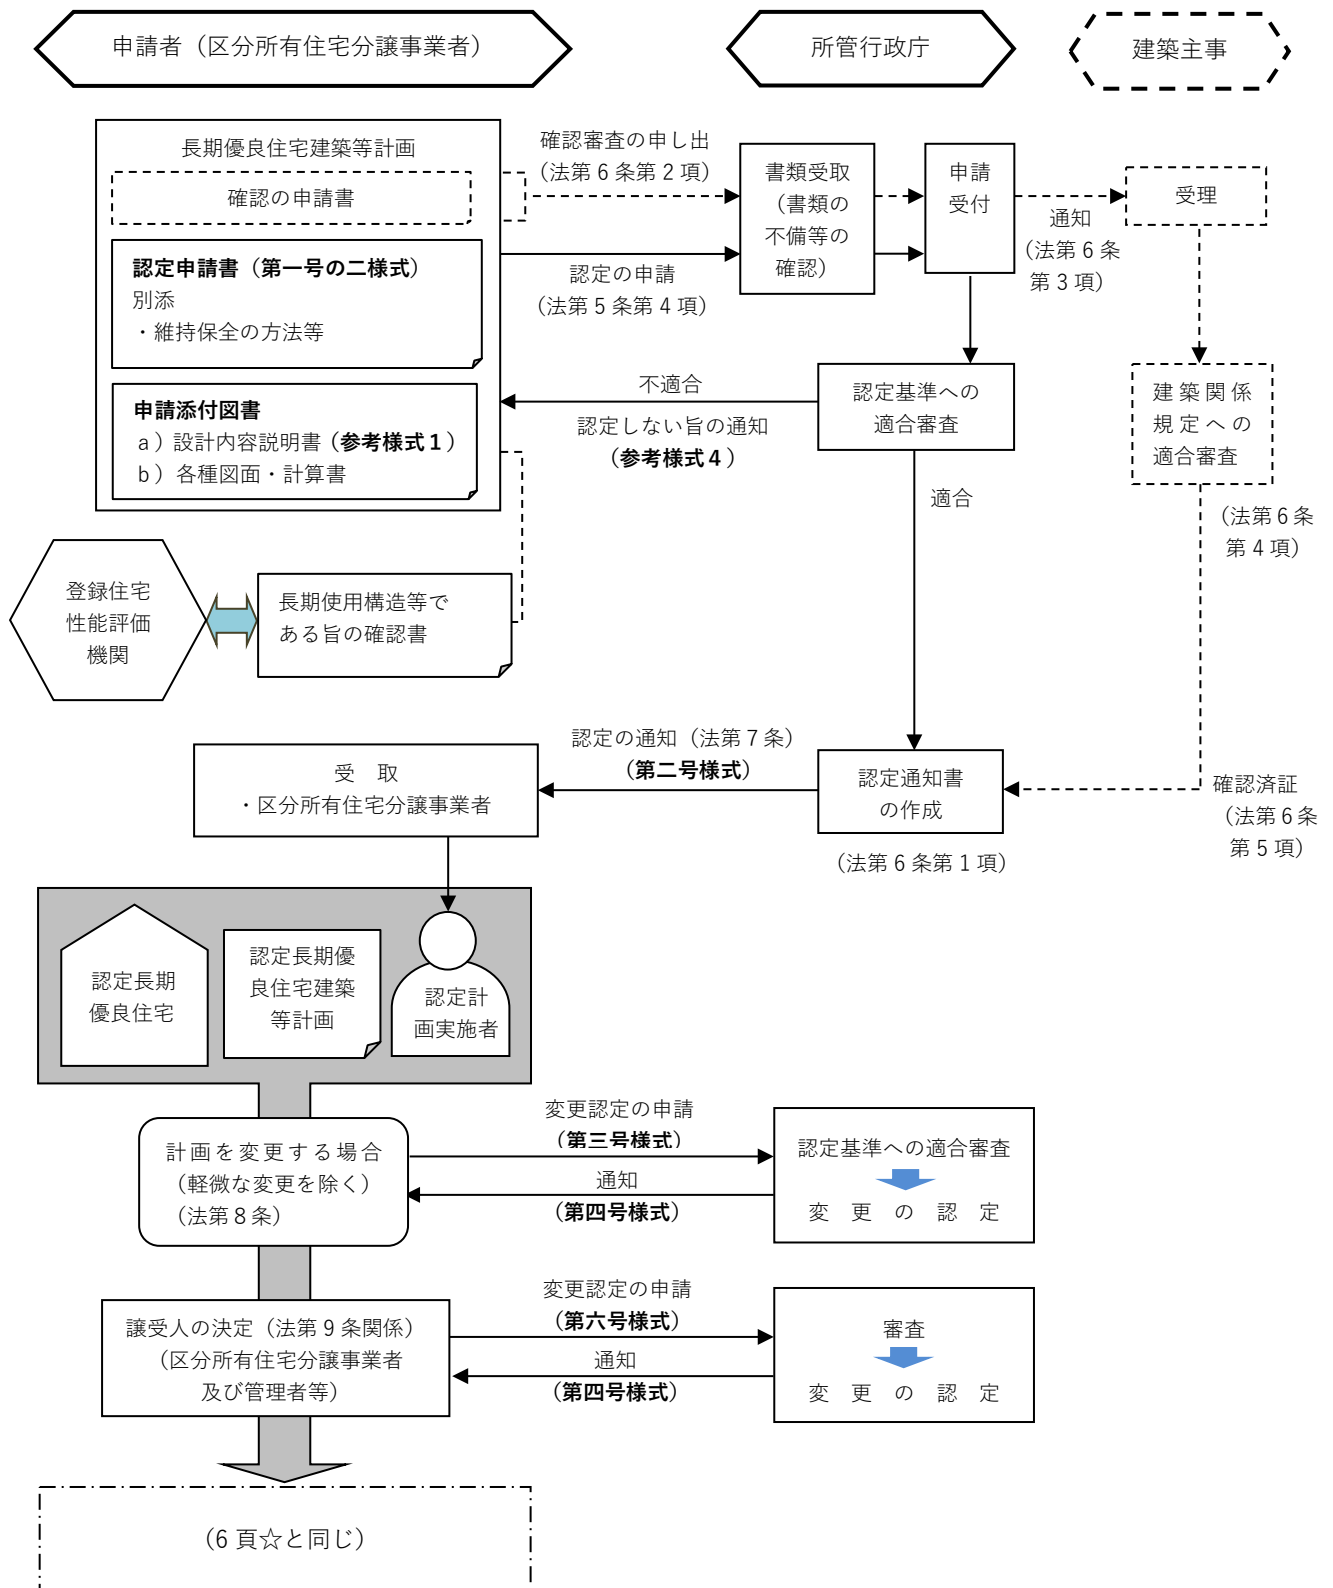 申請者（区分所有住宅分譲事業者）
所管行政庁
建築主事
長期優良住宅建築等計画
確認の申請書
認定申請書（第一号の二様式）
別添
・維持保全の方法等
申請添付図書
a）設計内容説明書（参考様式１）
b）各種図面・計算書
確認審査の申し出
（法第６条第２項）
認定の申請
（法第５条第４項）
書類受取
（書類の
不備等の
確認）
申請
受付
通知
（法第６条
第３項）
受理
不適合
認定しない旨の通知
（参考様式４）
認定基準への
適合審査
建築関係
規定への
適合審査
適合
（法第６条
第４項）
登録住宅
性能評価
機関
長期使用構造等で
ある旨の確認書
認定の通知（法第７条）
（第二号様式）
受　取
・区分所有住宅分譲事業者
認定通知書
の作成
（法第６条第１項）
確認済証
（法第６条
第５項）
認定長期
優良住宅
認定長期優
良住宅建築
等計画
認定計
画実施者
計画を変更する場合
（軽微な変更を除く）
（法第８条）
変更認定の申請
（第三号様式）
通知
（第四号様式）
認定基準への適合審査
変　更　の　認　定
譲受人の決定（法第９条関係）
（区分所有住宅分譲事業者
及び管理者等）
変更認定の申請
（第六号様式）
通知
（第四号様式）
審査
変　更　の　認　定
（6 頁☆と同じ）